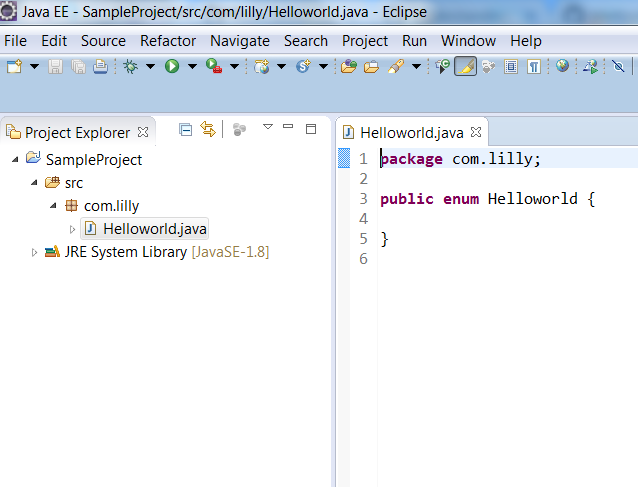 Java EE - SampleProject/src/com/lilly/Helloworld.java - Eclipse
File Edit Source Refactor Navigate Search Project Run Window Help
Project Explorer
SampleProject
src
com.lilly
Helloworld.java
JRE System Library [JavaSE-1.8]
Helloworld.java
1 package com.lilly;
2
3 public enum Helloworld {
4
5 }
6